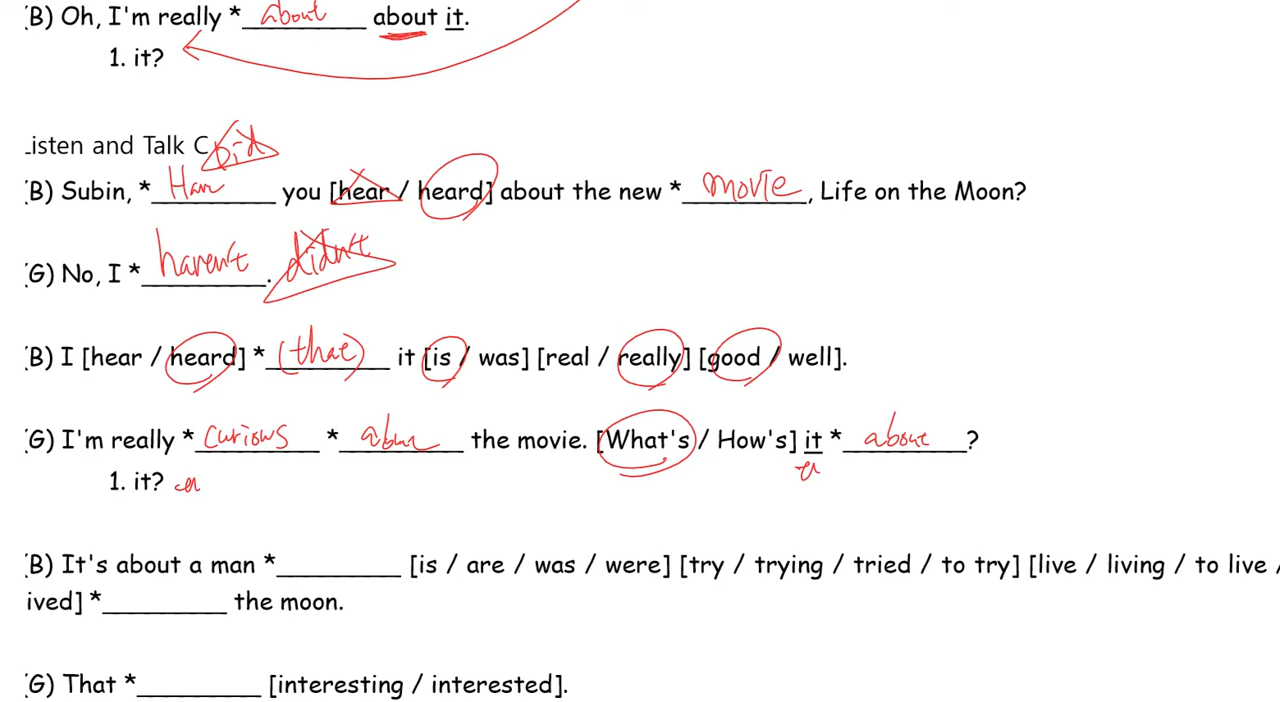 (B) Oh, I'm really * about about it.
1. it?
Listen and Talk C
Did
(B) Subin, * Have you [hear / heard] about the new * movie, Life on the Moon?
(G) No, I * haven't. didn't
(B) I [hear / heard] * (that) it [is / was] [real / really] [good / well].
(G) I'm really * curious * about the movie. [What's / How's] it * about?
1. it?
(B) It's about a man *__________ [is / are / was / were] [try / trying / tried / to try] [live / living / to live /
lived] *__________ the moon.
(G) That *__________ [interesting / interested].